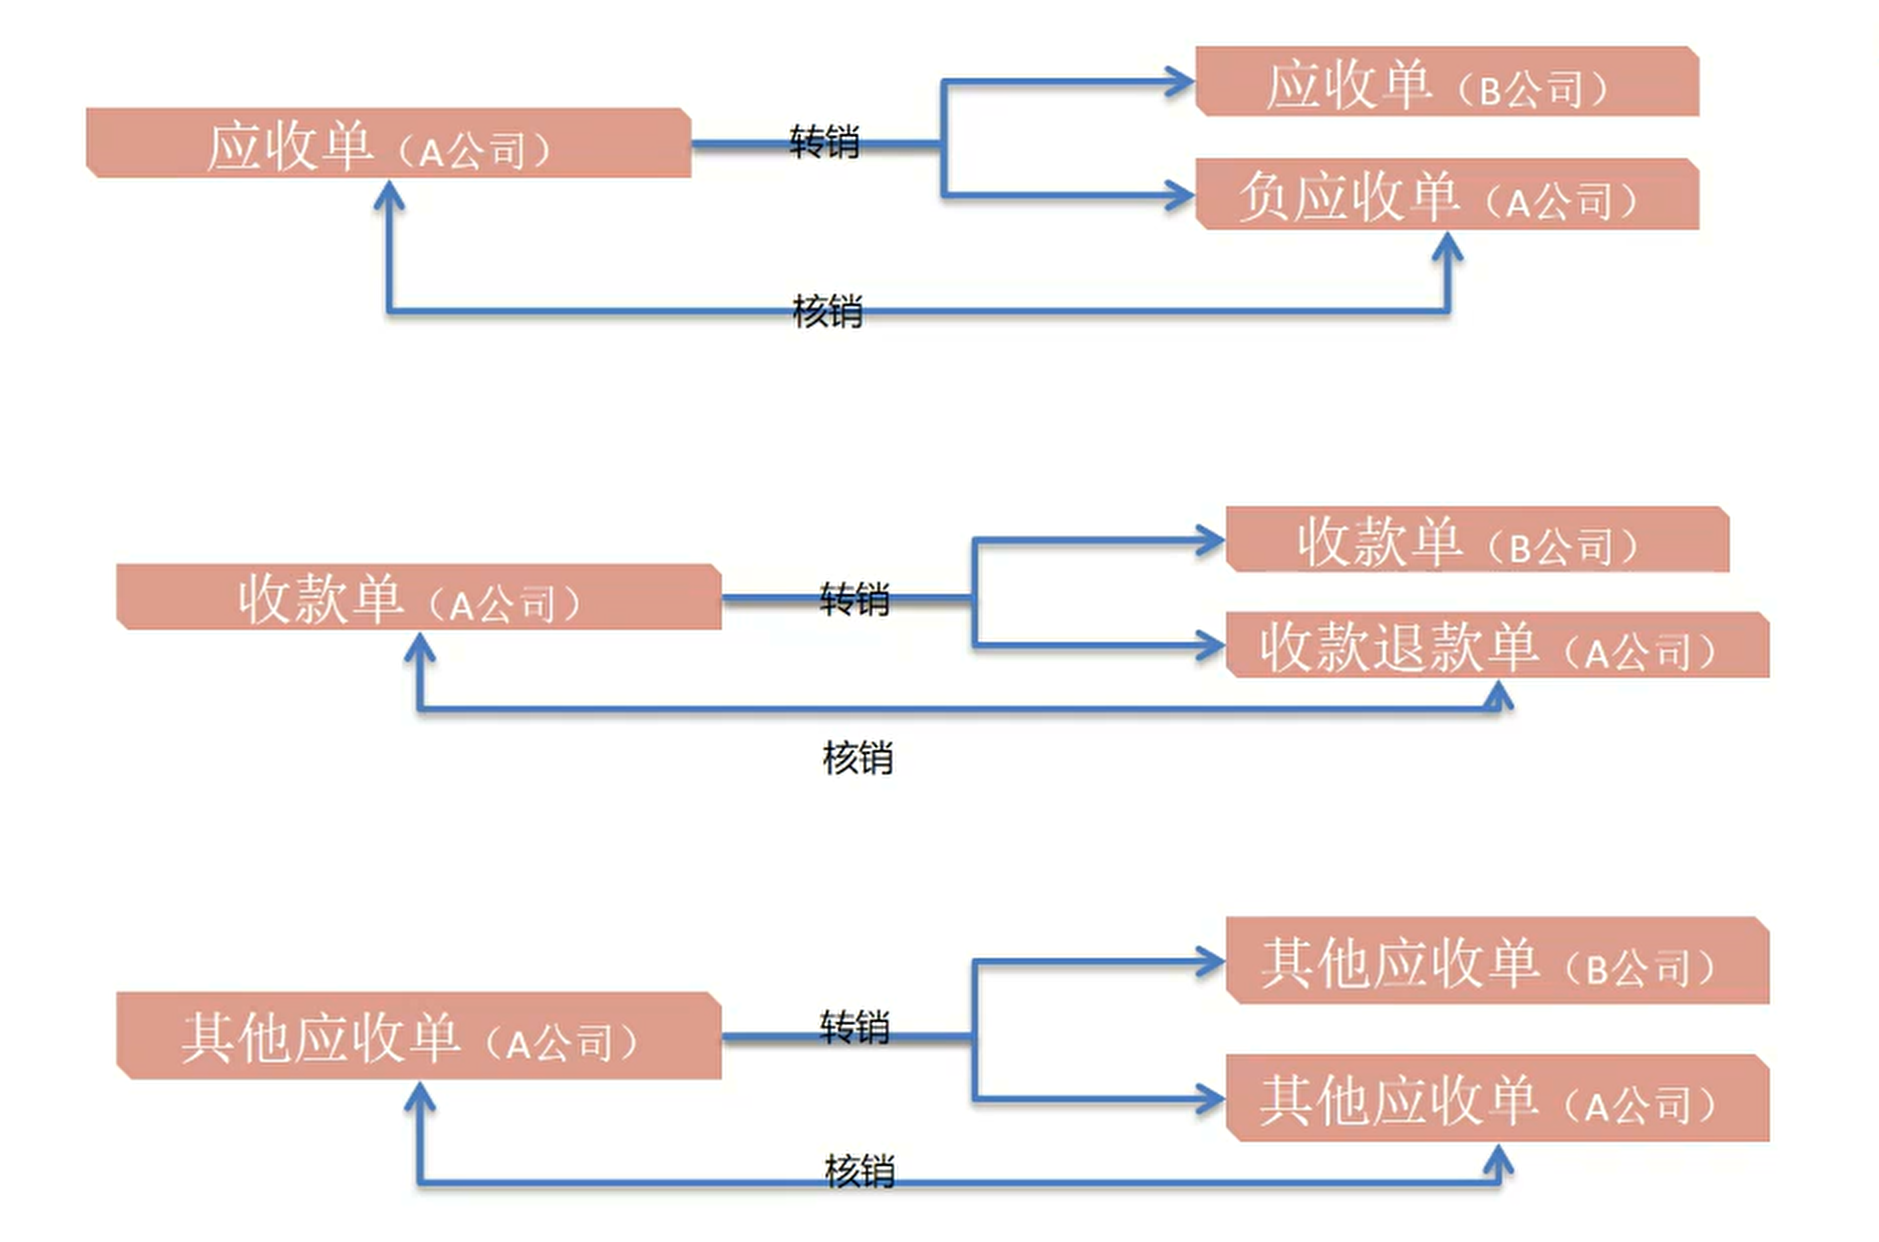 应收单（B公司）
应收单（A公司）
转销
负应收单（A公司）
核销
收款单（B公司）
收款单（A公司）
转销
收款退款单（A公司）
核销
其他应收单（B公司）
其他应收单（A公司）
转销
其他应收单（A公司）
核销